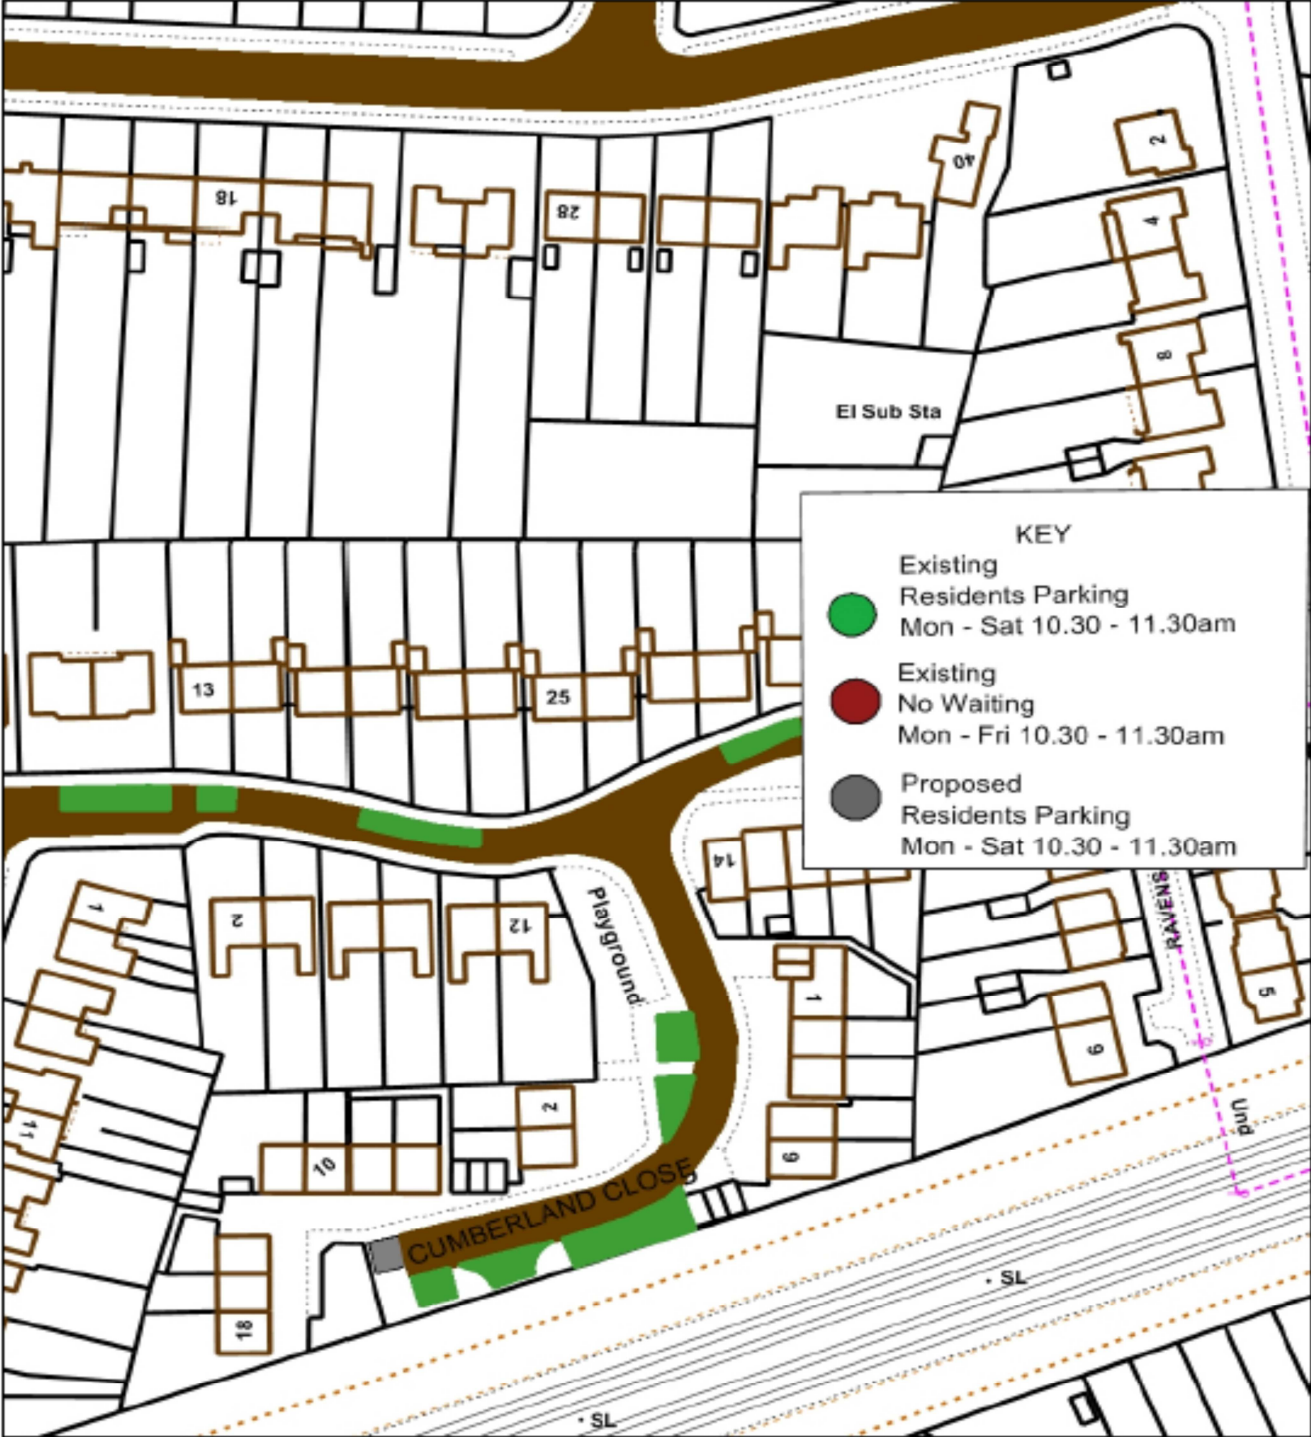 18
28
40
2
4
8
El Sub Sta
KEY
Existing
Residents Parking
Mon - Sat 10.30 - 11.30am
Existing
No Waiting
Mon - Fri 10.30 - 11.30am
Proposed
Residents Parking
Mon - Sat 10.30 - 11.30am
13
25
14
1
2
12
Playground
RAVENS
5
1
9
11
10
2
9
Und
CUMBERLAND CLOSE
18
SL
SL